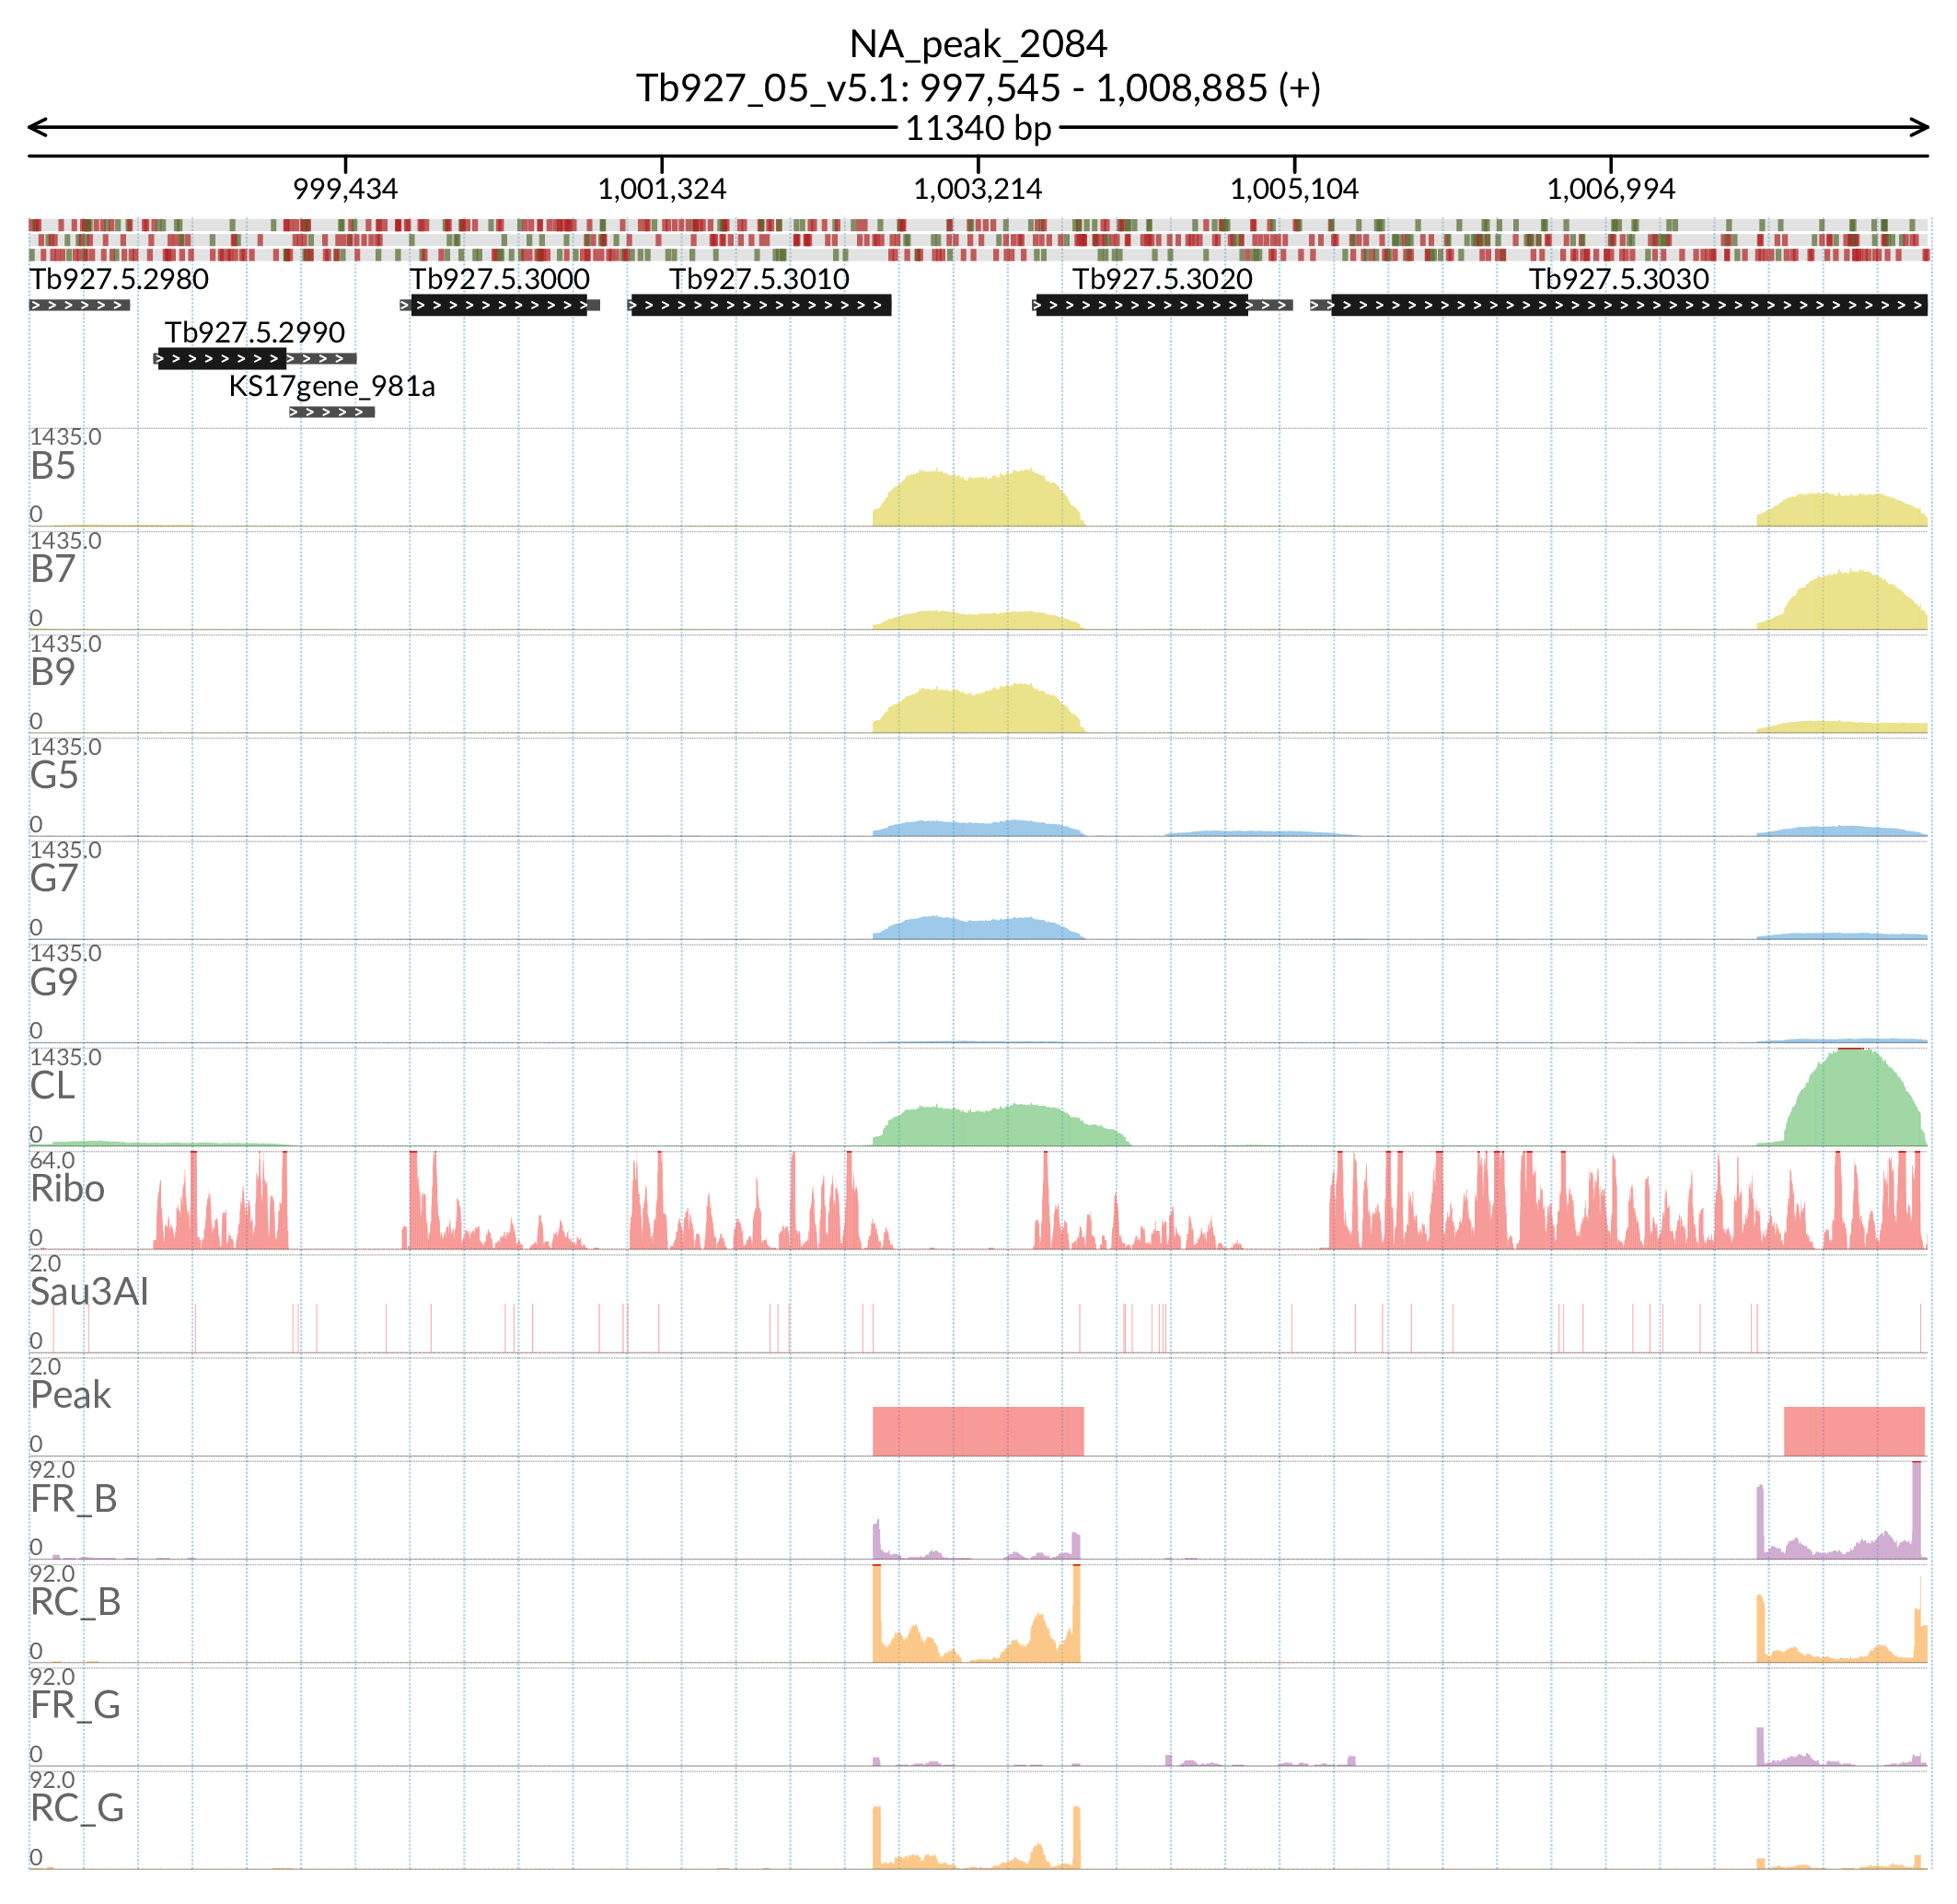 NA_peak_2084
Tb927_05_v5.1: 997,545 - 1,008,885 (+)
11340 bp
999,434 1,001,324 1,003,214 1,005,104 1,006,994
Tb927.5.2980 Tb927.5.3000 Tb927.5.3010 Tb927.5.3020 Tb927.5.3030
Tb927.5.2990
KS17gene_981a
1435.0
B5
0
1435.0
B7
0
1435.0
B9
0
1435.0
G5
0
1435.0
G7
0
1435.0
G9
0
1435.0
CL
0
64.0
Ribo
0
2.0
Sau3AI
0
2.0
Peak
0
92.0
FR_B
0
92.0
RC_B
0
92.0
FR_G
0
92.0
RC_G
0